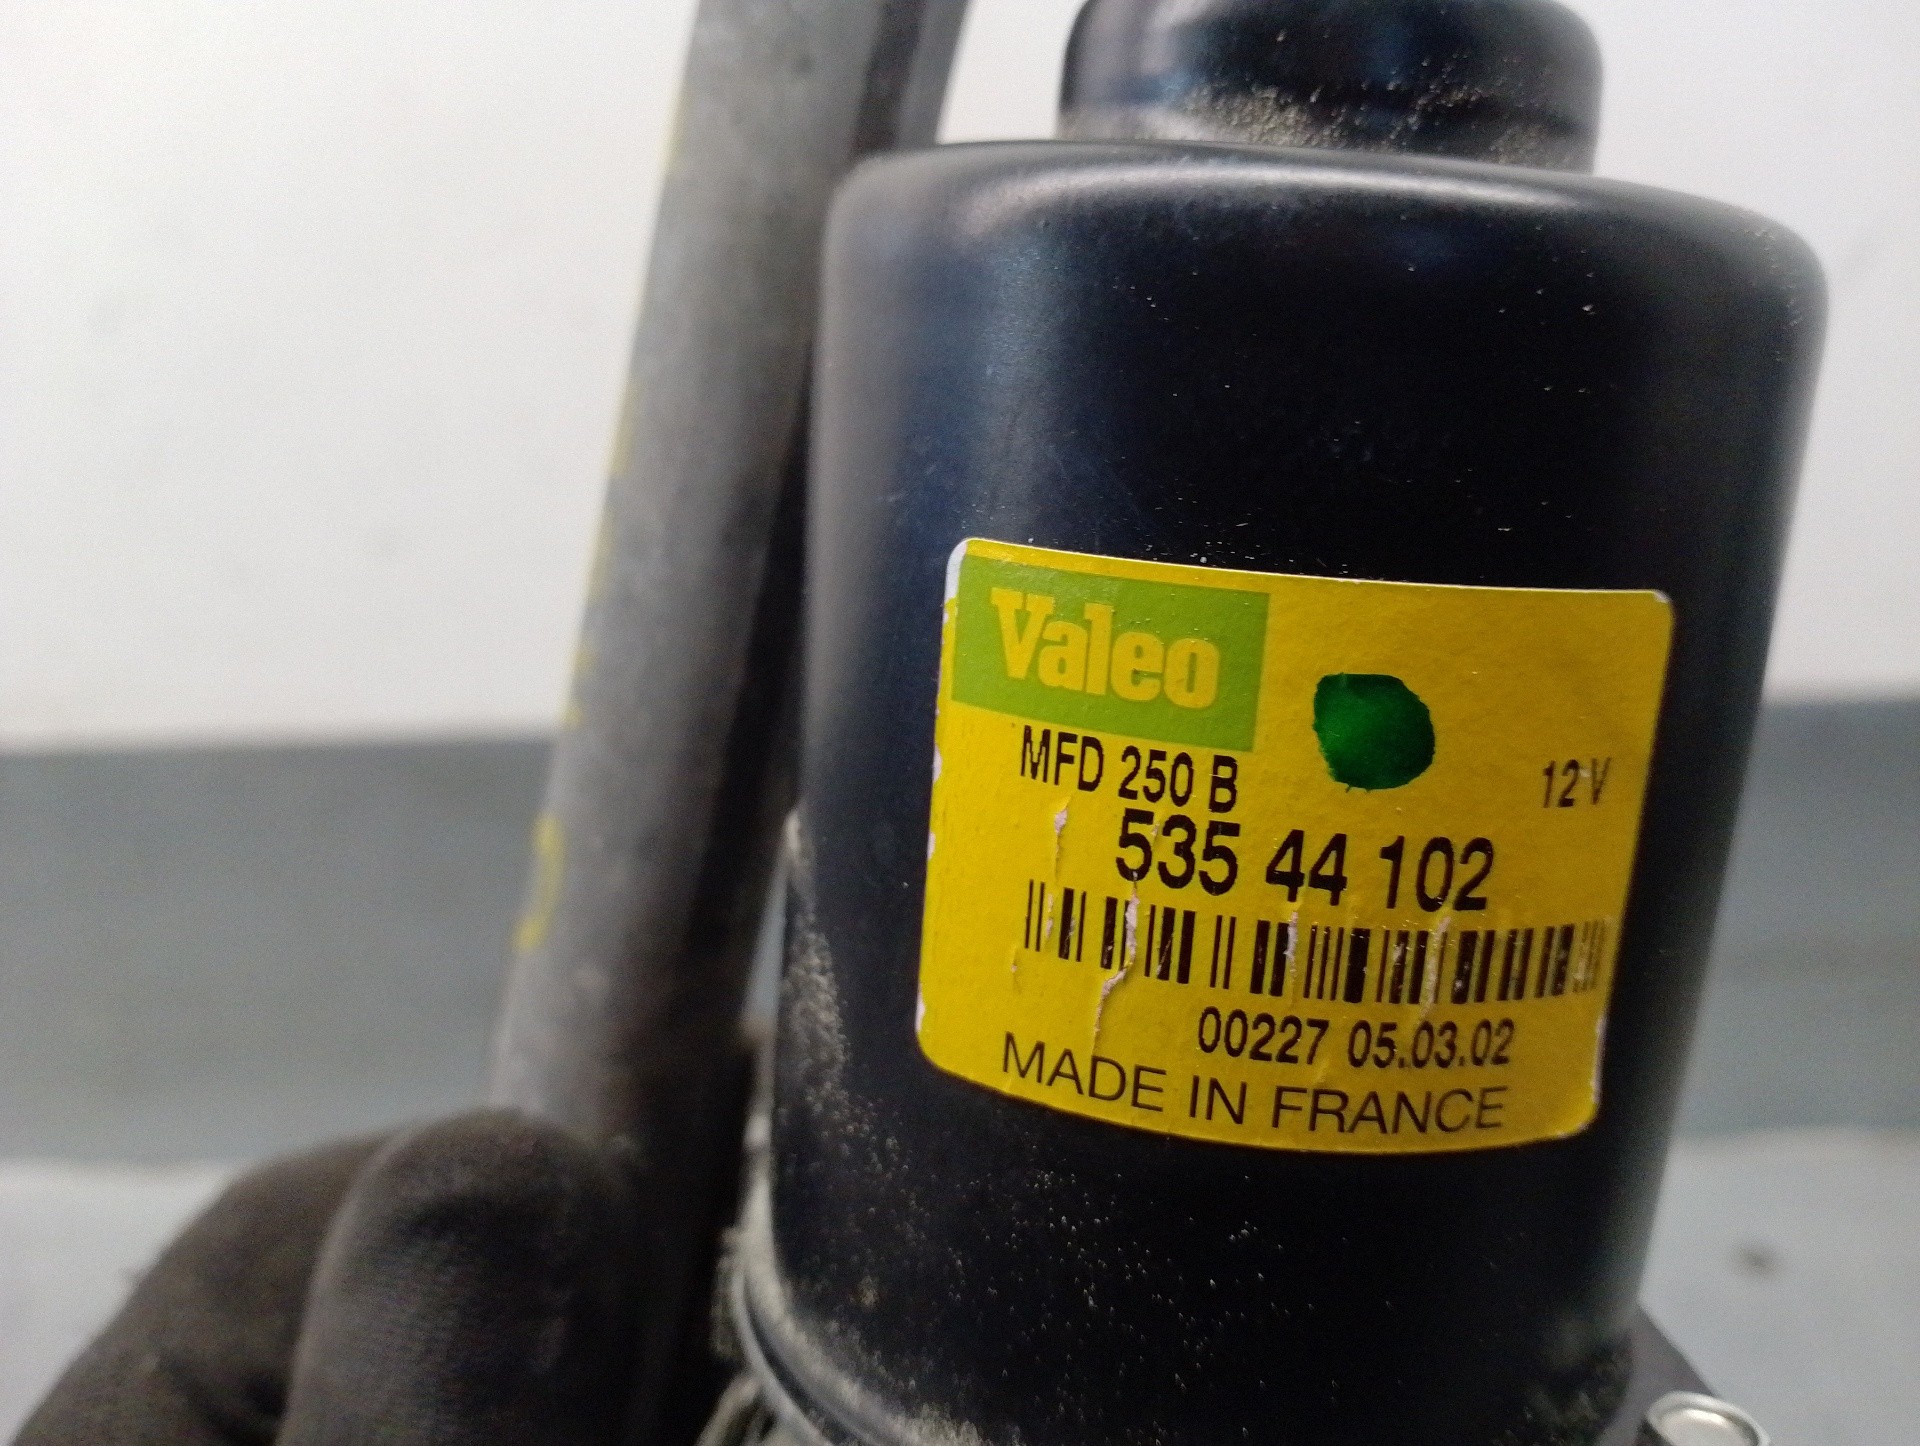 Valeo
MFD 250 B
12 V
535 44 102
00227 05.03.02
MADE IN FRANCE